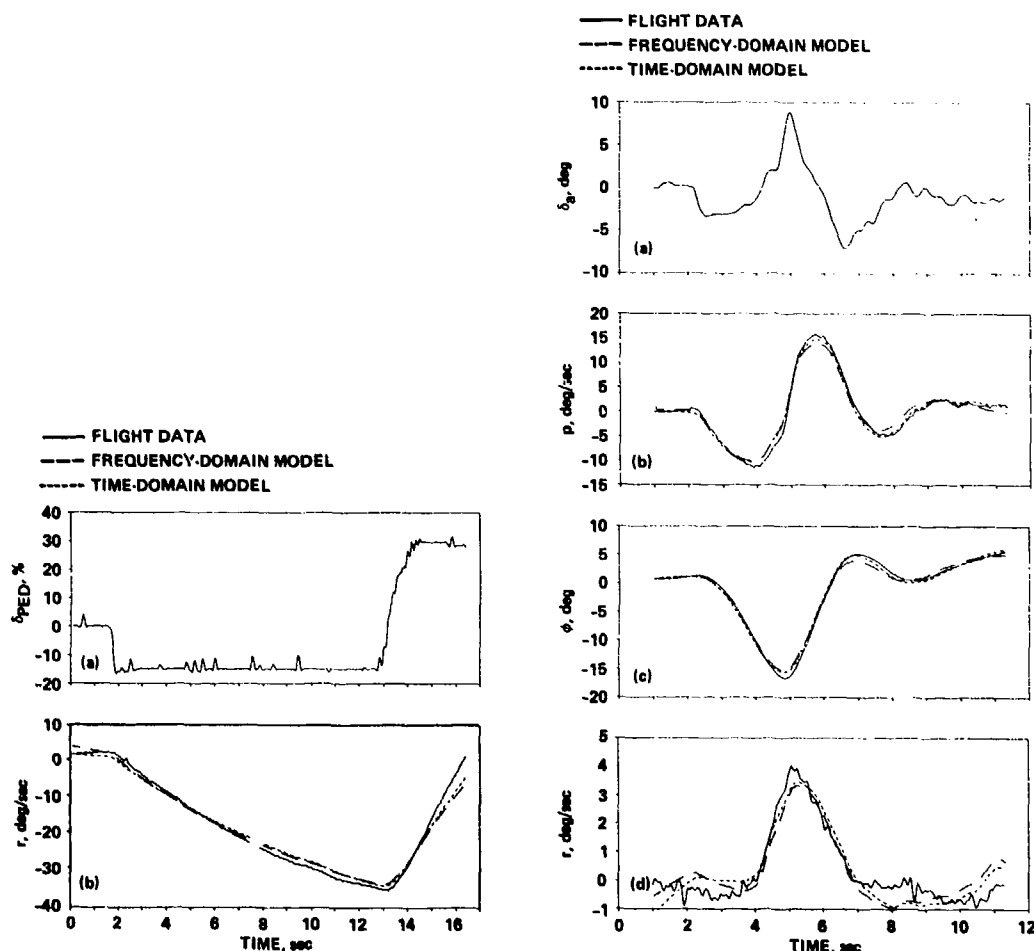 FLIGHT DATA
FREQUENCY-DOMAIN MODEL
TIME-DOMAIN MODEL
40
30
20
10
0
-10
-20
δPED, %
(a)
10
0
-10
-20
-30
-40
r, deg/sec
(b)
0 2 4 6 8 10 12 14 16
TIME, sec
FLIGHT DATA
FREQUENCY-DOMAIN MODEL
TIME-DOMAIN MODEL
10
5
0
-5
-10
δa, deg
(a)
20
15
10
5
0
-5
-10
-15
p, deg/sec
(b)
10
5
0
-5
-10
-15
-20
ϕ, deg
(c)
5
4
3
2
1
0
-1
r, deg/sec
(d)
0 2 4 6 8 10 12
TIME, sec